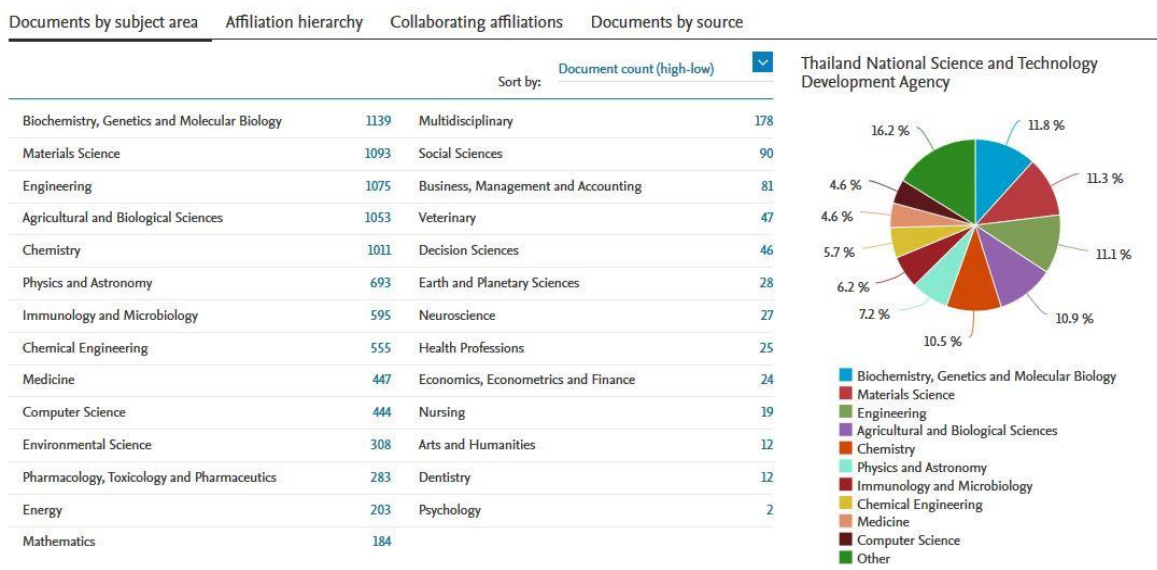 Documents by subject area Affiliation hierarchy Collaborating affiliations Documents by source
Sort by: Document count (high-low)
Biochemistry, Genetics and Molecular Biology 1139 Multidisciplinary 178
Materials Science 1093 Social Sciences 90
Engineering 1075 Business, Management and Accounting 81
Agricultural and Biological Sciences 1053 Veterinary 47
Chemistry 1011 Decision Sciences 46
Physics and Astronomy 693 Earth and Planetary Sciences 28
Immunology and Microbiology 595 Neuroscience 27
Chemical Engineering 555 Health Professions 25
Medicine 447 Economics, Econometrics and Finance 24
Computer Science 444 Nursing 19
Environmental Science 308 Arts and Humanities 12
Pharmacology, Toxicology and Pharmaceutics 283 Dentistry 12
Energy 203 Psychology 2
Mathematics 184
Thailand National Science and Technology
Development Agency
16.2 % 11.8 %
4.6 % 11.3 %
4.6 %
5.7 % 11.1 %
6.2 %
7.2 % 10.9 %
10.5 %
Biochemistry, Genetics and Molecular Biology
Materials Science
Engineering
Agricultural and Biological Sciences
Chemistry
Physics and Astronomy
Immunology and Microbiology
Chemical Engineering
Medicine
Computer Science
Other